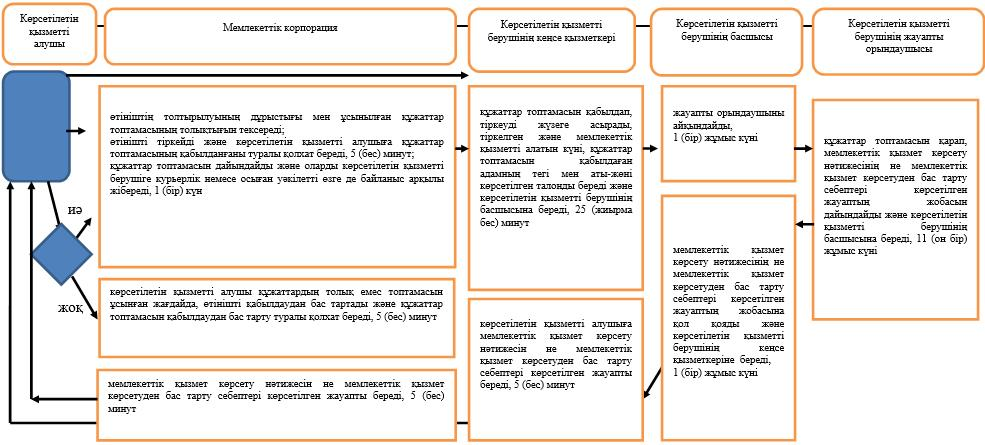 Көрсетілетін
қызметті
алушы
Мемлекеттік корпорация
Көрсетілетін қызметті
берушінің кеңсе қызметкері
Көрсетілетін қызметті
берушінің басшысы
Көрсетілетін қызметті
берушінің жауапты
орындаушысы
өтініштің толтырылуының дұрыстығы мен ұсынылған құжаттар
топтамасының толықтығын тексереді;
өтінішті тіркейді және көрсетілетін қызметті алушыға құжаттар
топтамасының қабылданғаны туралы қолхат береді, 5 (бес) минут;
құжаттар топтамасын дайындайды және оларды көрсетілетін қызметті
берушіге курьерлік немесе осыған уәкілетті өзге де байланыс арқылы
жібереді, 1 (бір) күн
құжаттар топтамасын қабылдап,
тіркеуді жүзеге асырады,
тіркелген және мемлекеттік
қызметті алатын күні, құжаттар
топтамасын қабылдаған
адамның тегі мен аты-жөні
көрсетілген талонды береді және
көрсетілетін қызметті берушінің
басшысына береді, 25 (жиырма
бес) минут
жауапты орындаушыны
айқындайды,
1 (бір) жұмыс күні
құжаттар топтамасын қарап,
мемлекеттік қызмет көрсету
нәтижесінің не мемлекеттік
қызмет көрсетуден бас тарту
себептері көрсетілген
жауаптың жобасын
дайындайды және көрсетілетін
қызметті берушінің
басшысына береді, 11 (он бір)
жұмыс күні
иә
жоқ
көрсетілетін қызметті алушы құжаттардың толық емес топтамасын
ұсынған жағдайда, өтінішті қабылдаудан бас тартады және құжаттар
топтамасын қабылдаудан бас тарту туралы қолхат береді, 5 (бес) минут
мемлекеттік қызмет
көрсету нәтижесінің не
мемлекеттік қызмет
көрсетуден бас тарту
себептері көрсетілген
жауаптың жобасына
қол қояды және
көрсетілетін қызметті
берушінің кеңсе
қызметкеріне береді,
1 (бір) жұмыс күні
көрсетілетін қызметті алушыға
мемлекеттік қызмет көрсету
нәтижесін не мемлекеттік
қызмет көрсетуден бас тарту
себептері көрсетілген жауапты
береді, 5 (бес) минут
мемлекеттік қызмет көрсету нәтижесін не мемлекеттік қызмет
көрсетуден бас тарту себептері көрсетілген жауапты береді, 5 (бес)
минут